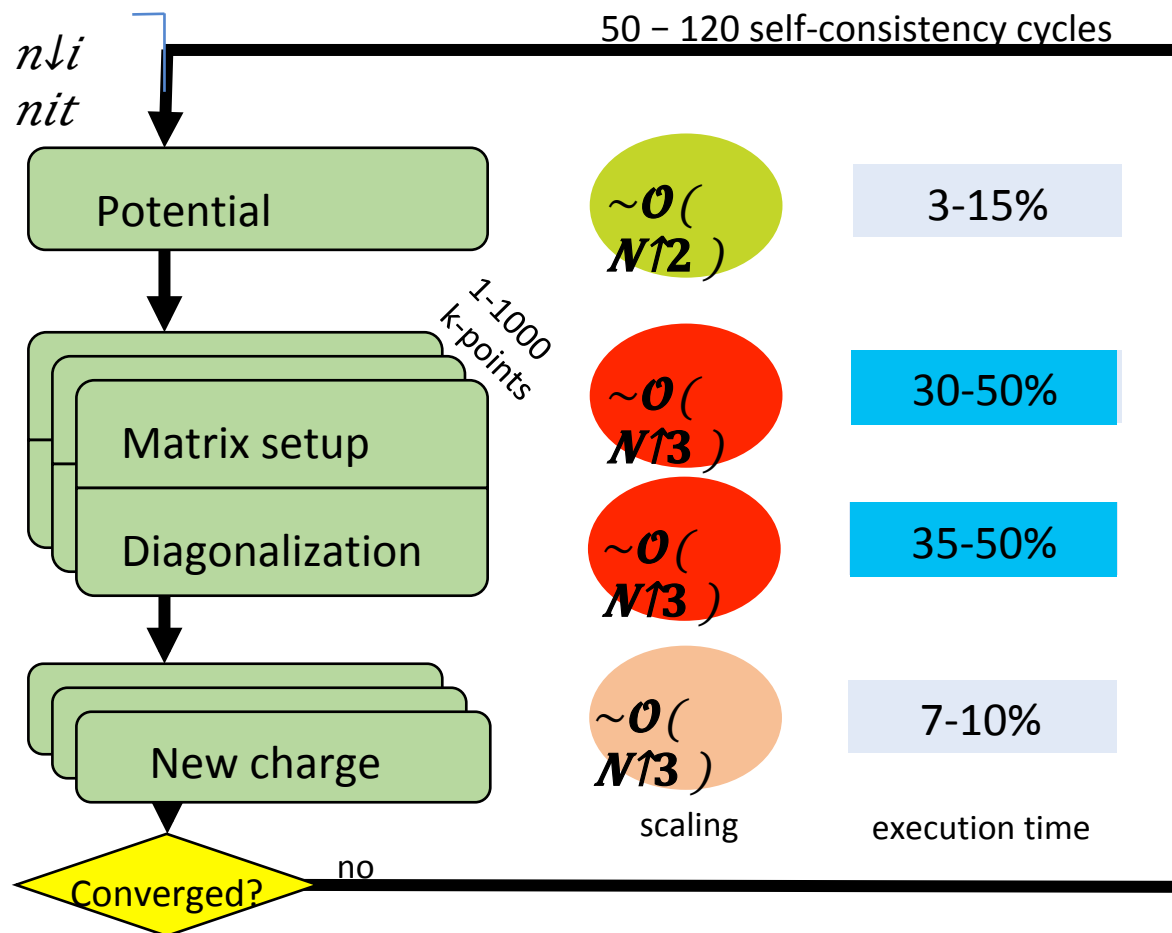 50 – 120 self-consistency cycles
n↓i
nit
Potential
~O(
N↑2 )
3-15%
1-1000
k-points
Matrix setup
~O(
N↑3 )
30-50%
Diagonalization
~O(
N↑3 )
35-50%
New charge
~O(
N↑3 )
7-10%
scaling
execution time
Converged?
no